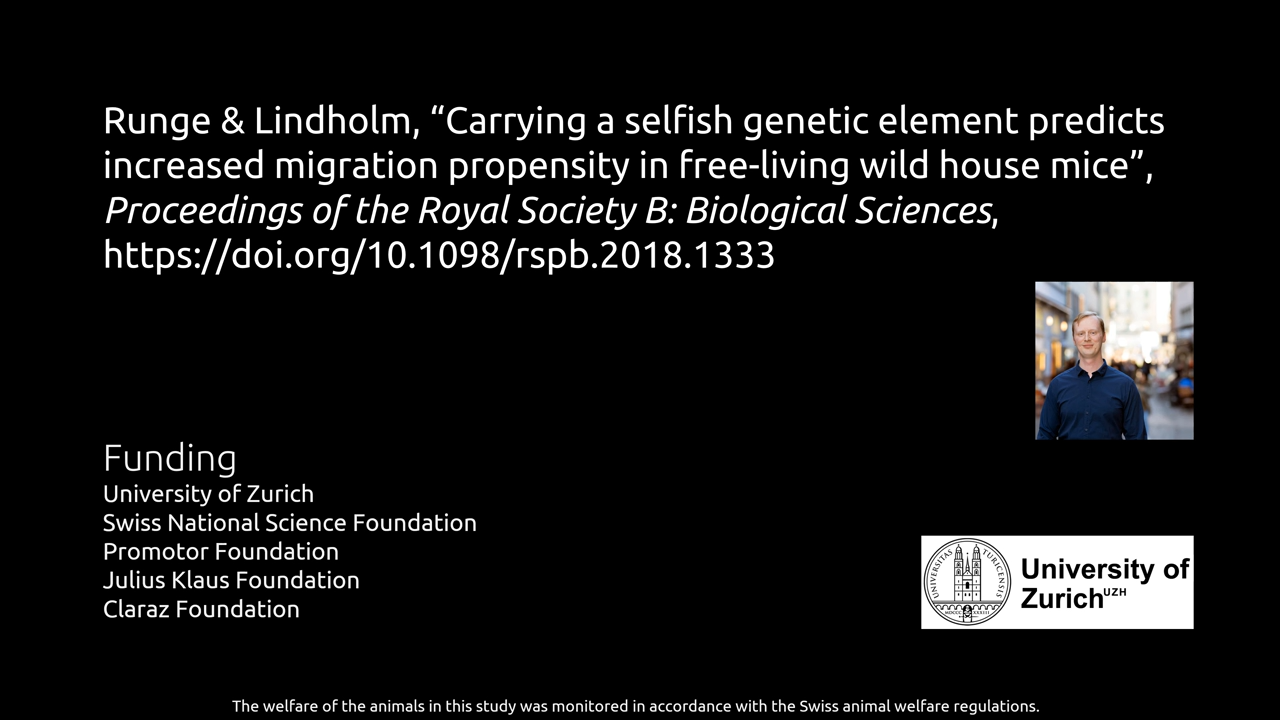 Runge & Lindholm, “Carrying a selfish genetic element predicts
increased migration propensity in free-living wild house mice”,
Proceedings of the Royal Society B: Biological Sciences,
https://doi.org/10.1098/rspb.2018.1333
Funding
University of Zurich
Swiss National Science Foundation
Promotor Foundation
Julius Klaus Foundation
Claraz Foundation
UNIVERSITAS TURICENSIS
University of
Zurich UZH
The welfare of the animals in this study was monitored in accordance with the Swiss animal welfare regulations.